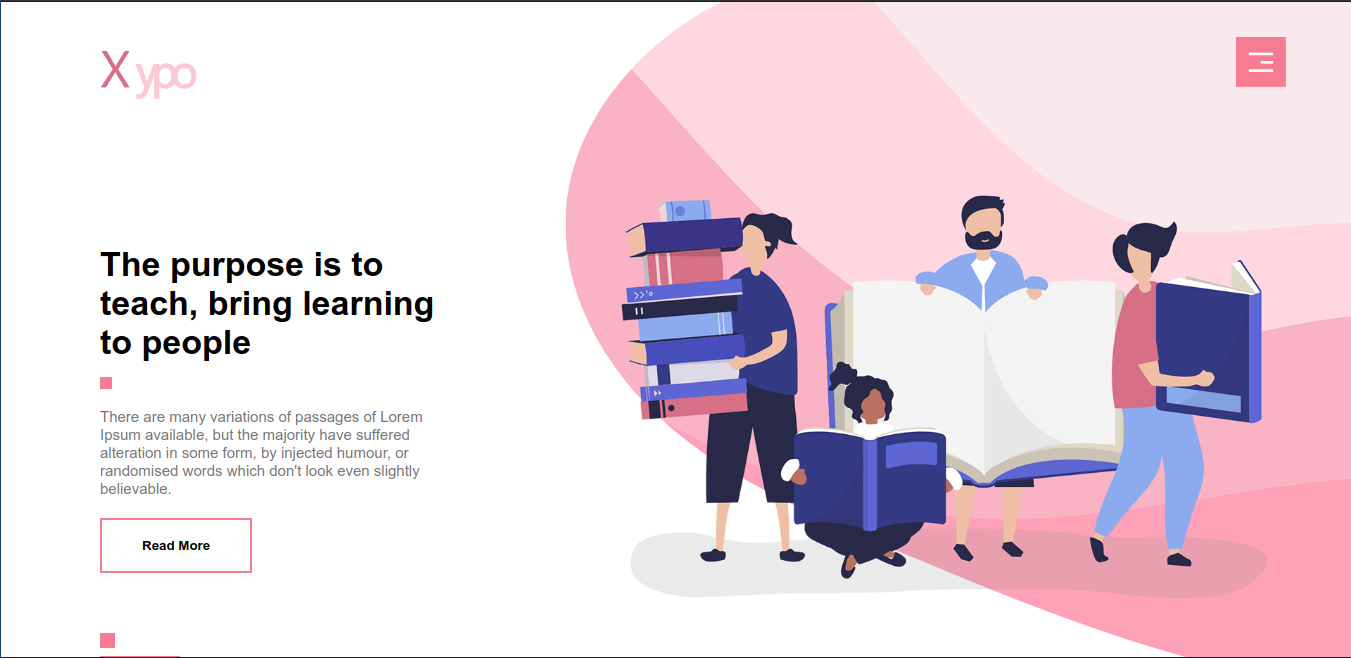 X ypo
The purpose is to
teach, bring learning
to people
There are many variations of passages of Lorem
Ipsum available, but the majority have suffered
alteration in some form, by injected humour, or
randomised words which don't look even slightly
believable.
Read More